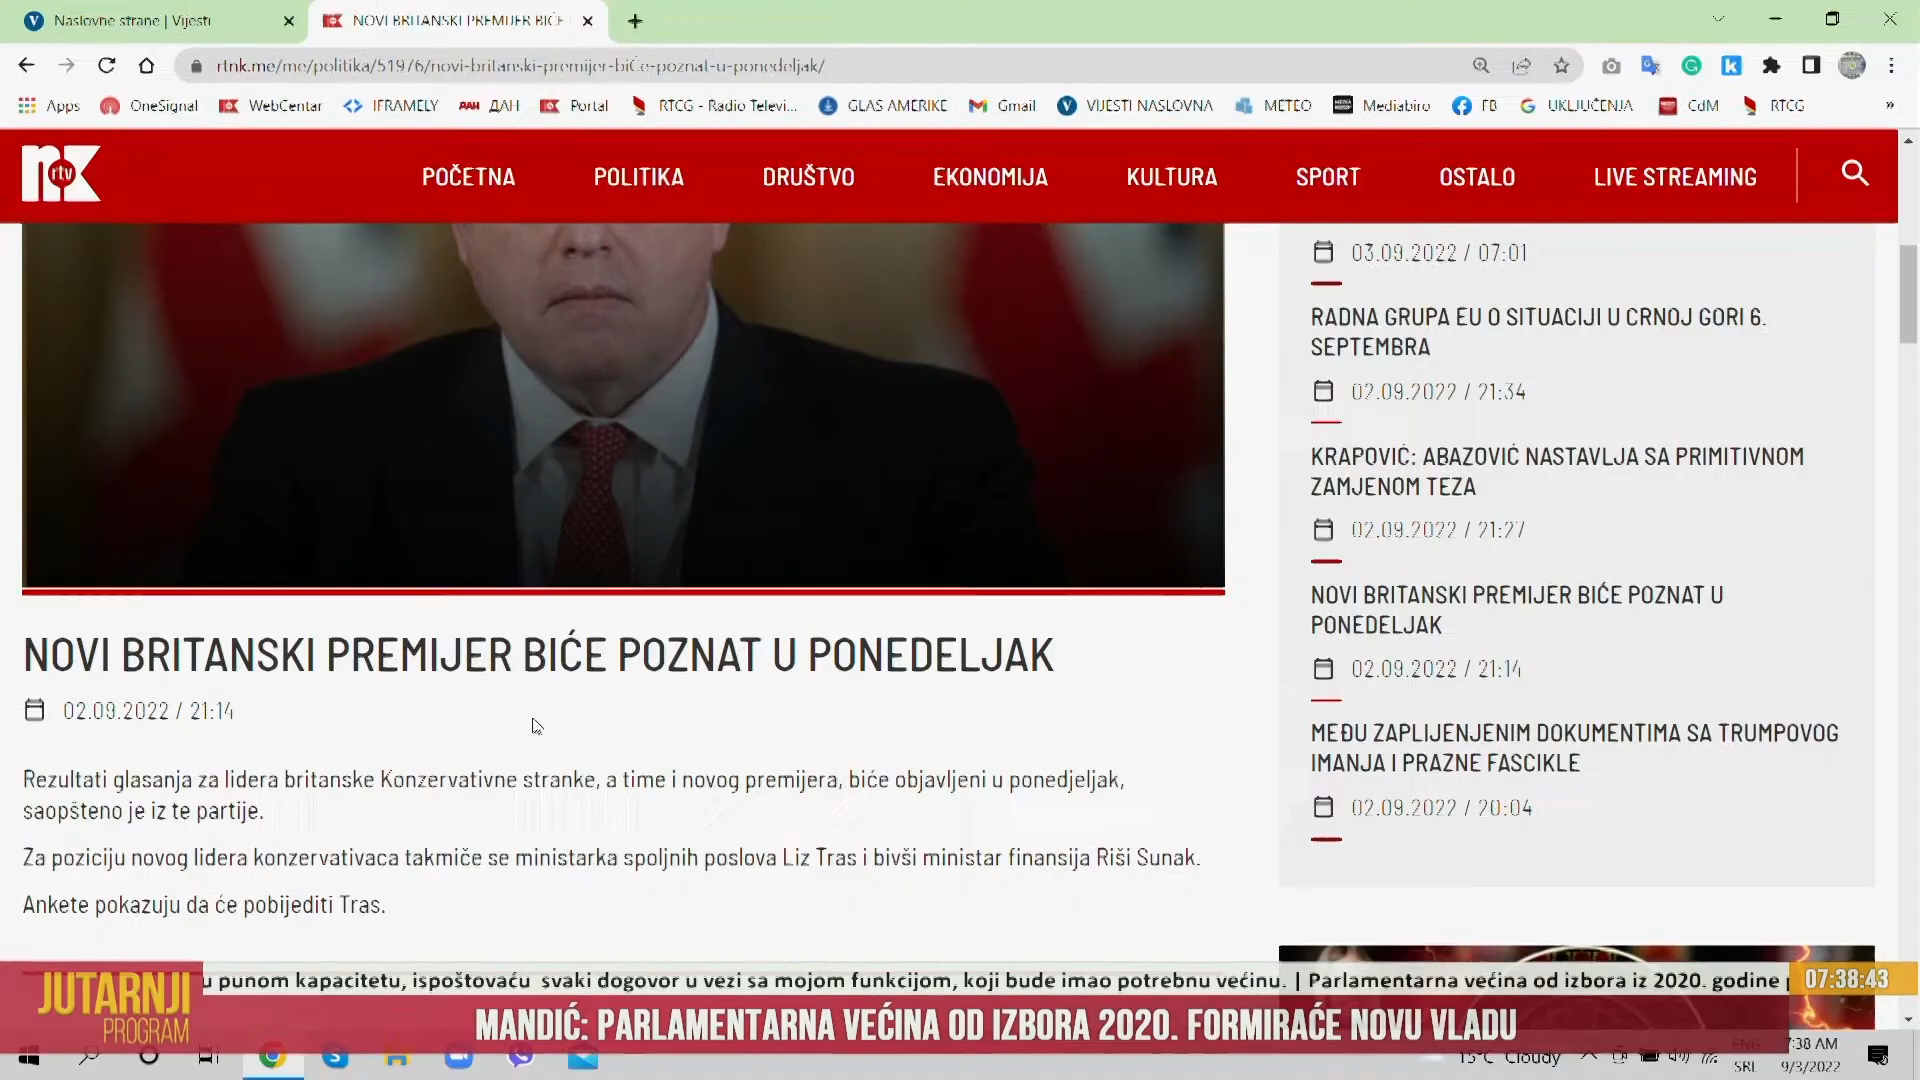 Naslovne strane | Vijesti
NOVI BRITANSKI PREMIJER BIĆE
rtnk.me/me/politika/51976/novi-britanski-premijer-biće-poznat-u-ponedeljak/
Apps OneSignal WebCentar IFRAMELY ДАН ДАН Portal RTCG - Radio Televi... GLAS AMERIKE Gmail VIJESTI NASLOVNA METEO Mediabiro FB UKLJUČENJA CdM RTCG »
rtv
POČETNA POLITIKA DRUŠTVO EKONOMIJA KULTURA SPORT OSTALO LIVE STREAMING
NOVI BRITANSKI PREMIJER BIĆE POZNAT U PONEDELJAK
02.09.2022 / 21:14
Rezultati glasanja za lidera britanske Konzervativne stranke, a time i novog premijera, biće objavljeni u ponedjeljak,
saopšteno je iz te partije.
Za poziciju novog lidera konzervativaca takmiče se ministarka spoljnih poslova Liz Tras i bivši ministar finansija Riši Sunak.
Ankete pokazuju da će pobijediti Tras.
03.09.2022 / 07:01
RADNA GRUPA EU O SITUACIJI U CRNOJ GORI 6.
SEPTEMBRA
02.09.2022 / 21:34
KRAPOVIĆ: ABAZOVIĆ NASTAVLJA SA PRIMITIVNOM
ZAMJENOM TEZA
02.09.2022 / 21:27
NOVI BRITANSKI PREMIJER BIĆE POZNAT U
PONEDELJAK
02.09.2022 / 21:14
MEĐU ZAPLIJENJENIM DOKUMENTIMA SA TRUMPOVOG
IMANJA I PRAZNE FASCIKLE
02.09.2022 / 20:04
JUTARNJI
PROGRAM
u punom kapacitetu, ispoštovaću svaki dogovor u vezi sa mojom funkcijom, koji bude imao potrebnu većinu. | Parlamentarna većina od izbora iz 2020. godine
07:38:43
MANDIĆ: PARLAMENTARNA VEĆINA OD IZBORA 2020. FORMIRAĆE NOVU VLADU
15°C Cloudy
ENG
SRL
7:38 AM
9/3/2022